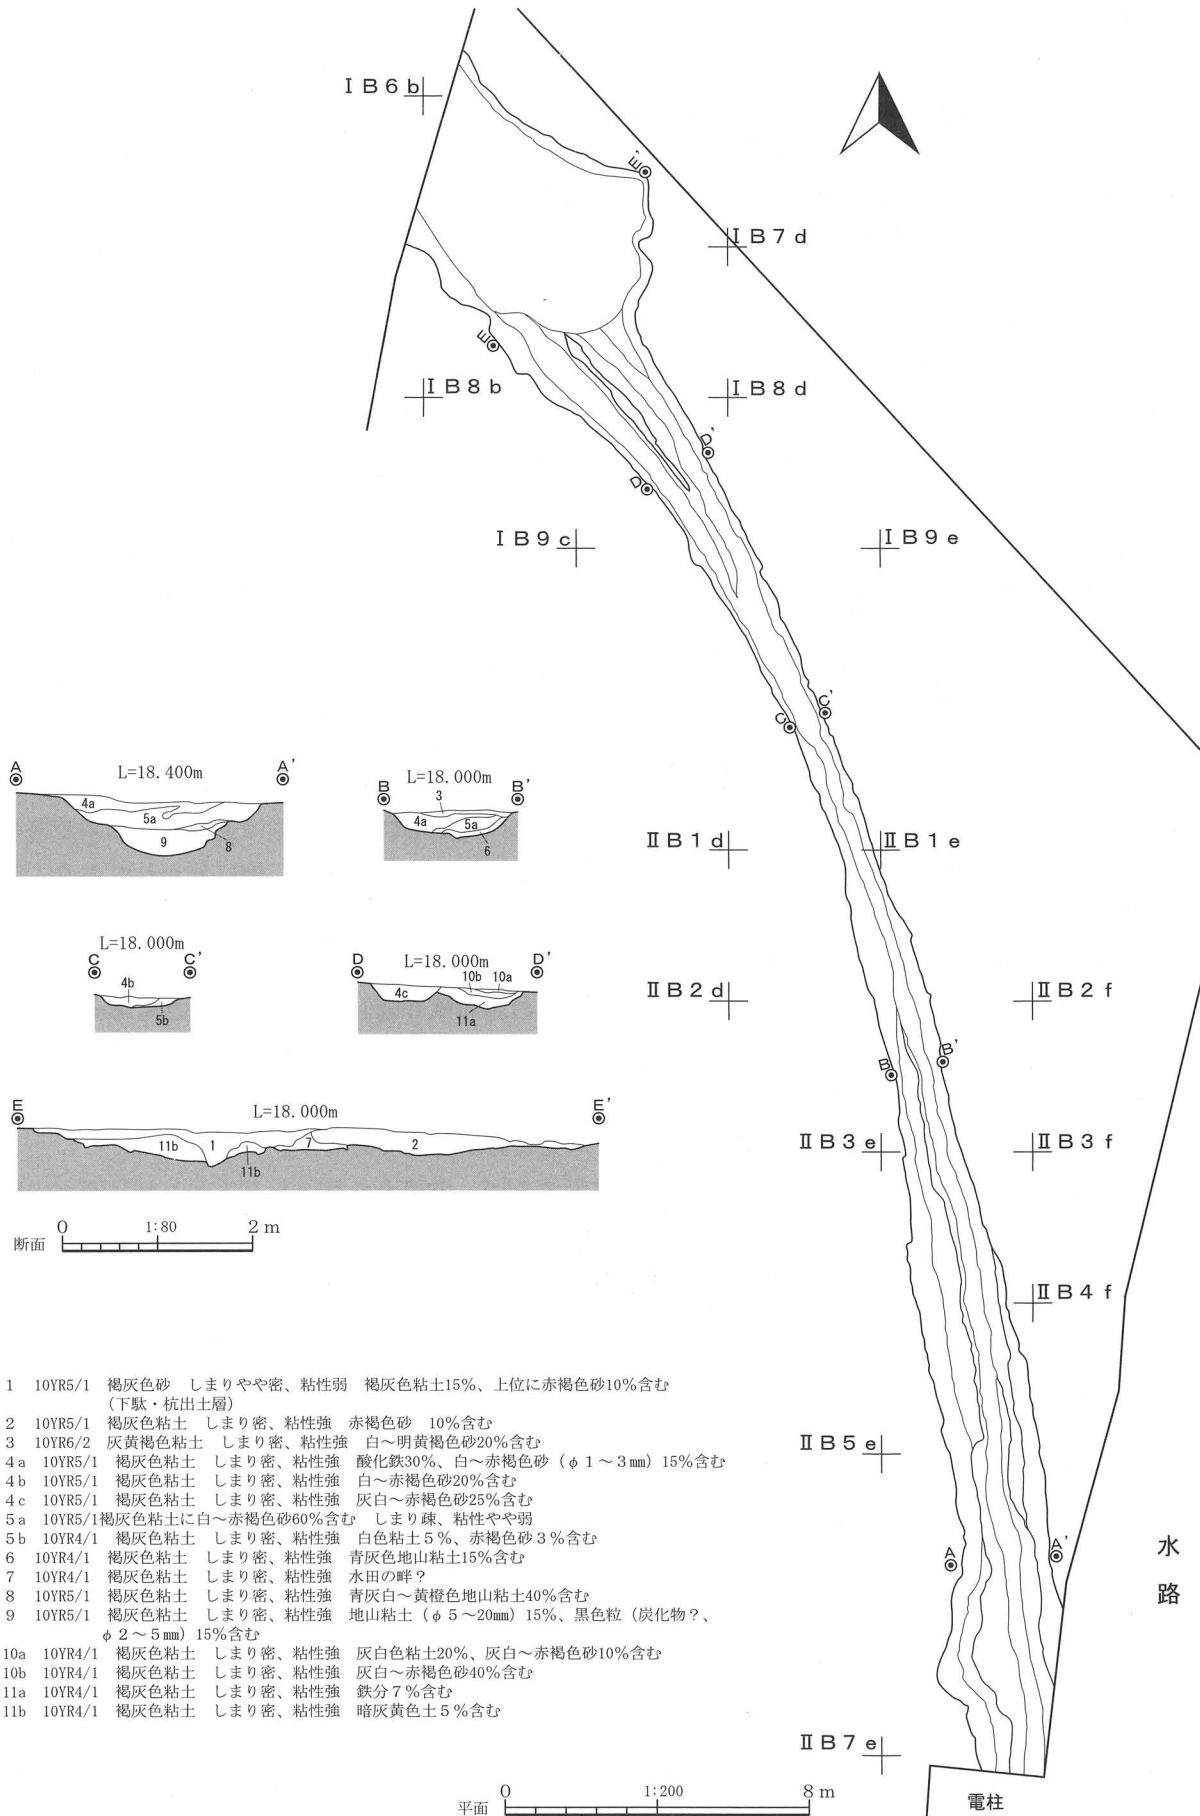 ⅠB6b
E'
ⅠB7d
E
ⅠB8b
ⅠB8d
D'
D
ⅠB9c
ⅠB9e
C'
C
A
L=18.400m
A'
4a
5a
9
8
B
L=18.000m
B'
3
4a
5a
6
ⅡB1d
ⅡB1e
C
L=18.000m
C'
4b
5b
D
L=18.000m
D'
10b
10a
4c
11a
ⅡB2d
ⅡB2f
B
B'
E
L=18.000m
E'
11b
1
11b
7
2
ⅡB3e
ⅡB3f
断面
0
1:80
2 m
ⅡB4f
1 10YR5/1 褐灰色砂 しまりやや密、粘性弱 褐灰色粘土15%、上位に赤褐色砂10%含む
(下駄・杭出土層)
2 10YR5/1 褐灰色粘土 しまり密、粘性強 赤褐色砂 10%含む
3 10YR6/2 灰黄褐色粘土 しまり密、粘性強 白～明黄褐色砂20%含む
4a 10YR5/1 褐灰色粘土 しまり密、粘性強 酸化鉄30%、白～赤褐色砂(φ1～3㎜)15%含む
4b 10YR5/1 褐灰色粘土 しまり密、粘性強 白～赤褐色砂20%含む
4c 10YR5/1 褐灰色粘土 しまり密、粘性強 灰白～赤褐色砂25%含む
5a 10YR5/1褐灰色粘土に白～赤褐色砂60%含む しまり疎、粘性やや弱
5b 10YR4/1 褐灰色粘土 しまり密、粘性強 白色粘土5%、赤褐色砂3%含む
6 10YR4/1 褐灰色粘土 しまり密、粘性強 青灰色地山粘土15%含む
7 10YR4/1 褐灰色粘土 しまり密、粘性強 水田の畔？
8 10YR5/1 褐灰色粘土 しまり密、粘性強 青灰白～黄橙色地山粘土40%含む
9 10YR5/1 褐灰色粘土 しまり密、粘性強 地山粘土(φ5～20㎜)15%、黒色粒(炭化物？、
φ2～5㎜)15%含む
10a 10YR4/1 褐灰色粘土 しまり密、粘性強 灰白色粘土20%、灰白～赤褐色砂10%含む
10b 10YR4/1 褐灰色粘土 しまり密、粘性強 灰白～赤褐色砂40%含む
11a 10YR4/1 褐灰色粘土 しまり密、粘性強 鉄分7%含む
11b 10YR4/1 褐灰色粘土 しまり密、粘性強 暗灰黄色土5%含む
ⅡB5e
A
A'
水路
ⅡB7e
電柱
平面
0
1:200
8 m